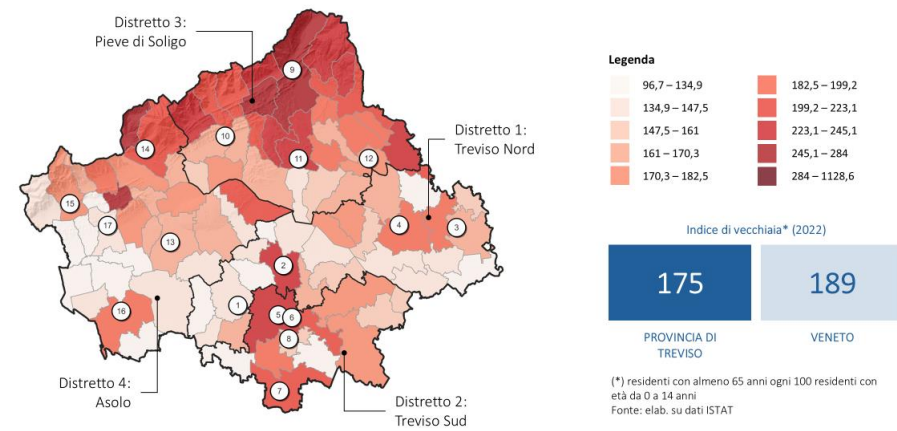 Distretto 3:
Pieve di Soligo
9
10
14
11
12
Distretto 1:
Treviso Nord
15
17
13
4
3
2
16
1
5
6
8
7
Distretto 4:
Asolo
Distretto 2:
Treviso Sud
Legenda
96,7 – 134,9
134,9 – 147,5
147,5 – 161
161 – 170,3
170,3 – 182,5
182,5 – 199,2
199,2 – 223,1
223,1 – 245,1
245,1 – 284
284 – 1128,6
Indice di vecchiaia* (2022)
175
189
PROVINCIA DI
TREVISO
VENETO
(*) residenti con almeno 65 anni ogni 100 residenti con
età da 0 a 14 anni
Fonte: elab. su dati ISTAT